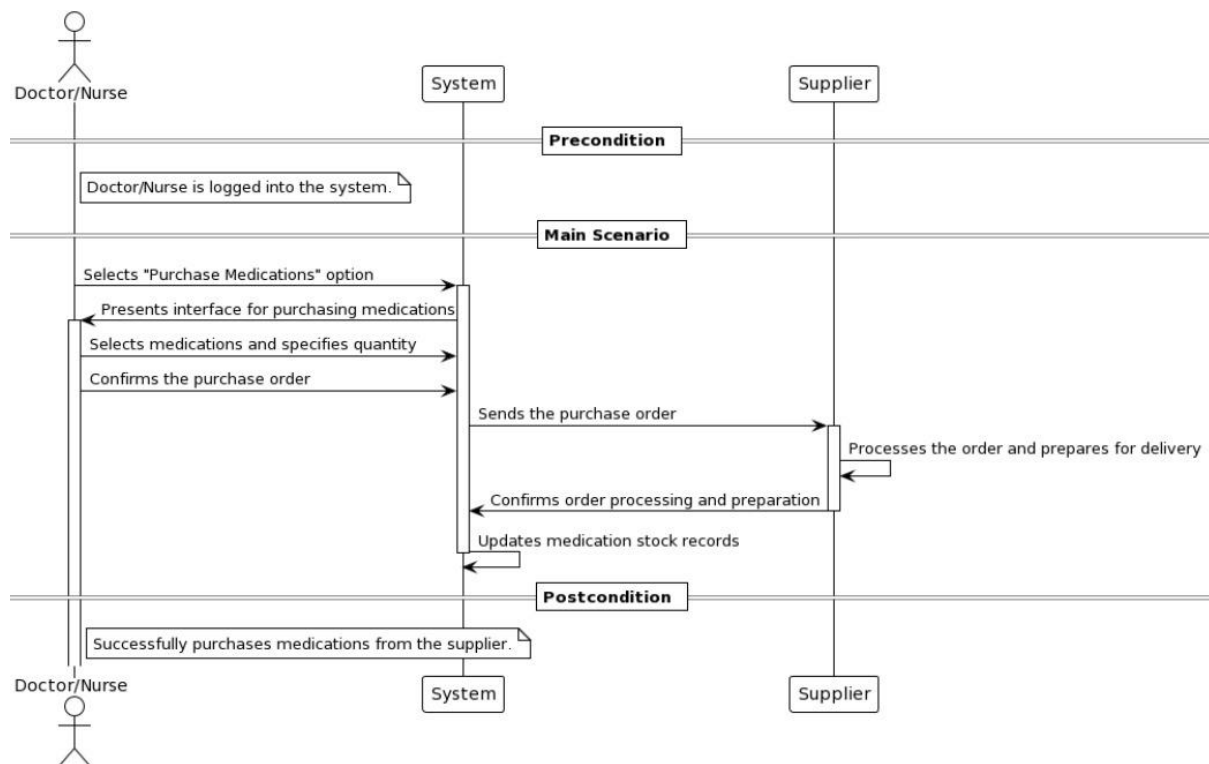 Doctor/Nurse
System
Supplier
Precondition
Doctor/Nurse is logged into the system.
Main Scenario
Selects "Purchase Medications" option
Presents interface for purchasing medications
Selects medications and specifies quantity
Confirms the purchase order
Sends the purchase order
Processes the order and prepares for delivery
Confirms order processing and preparation
Updates medication stock records
Postcondition
Successfully purchases medications from the supplier.
Doctor/Nurse
System
Supplier